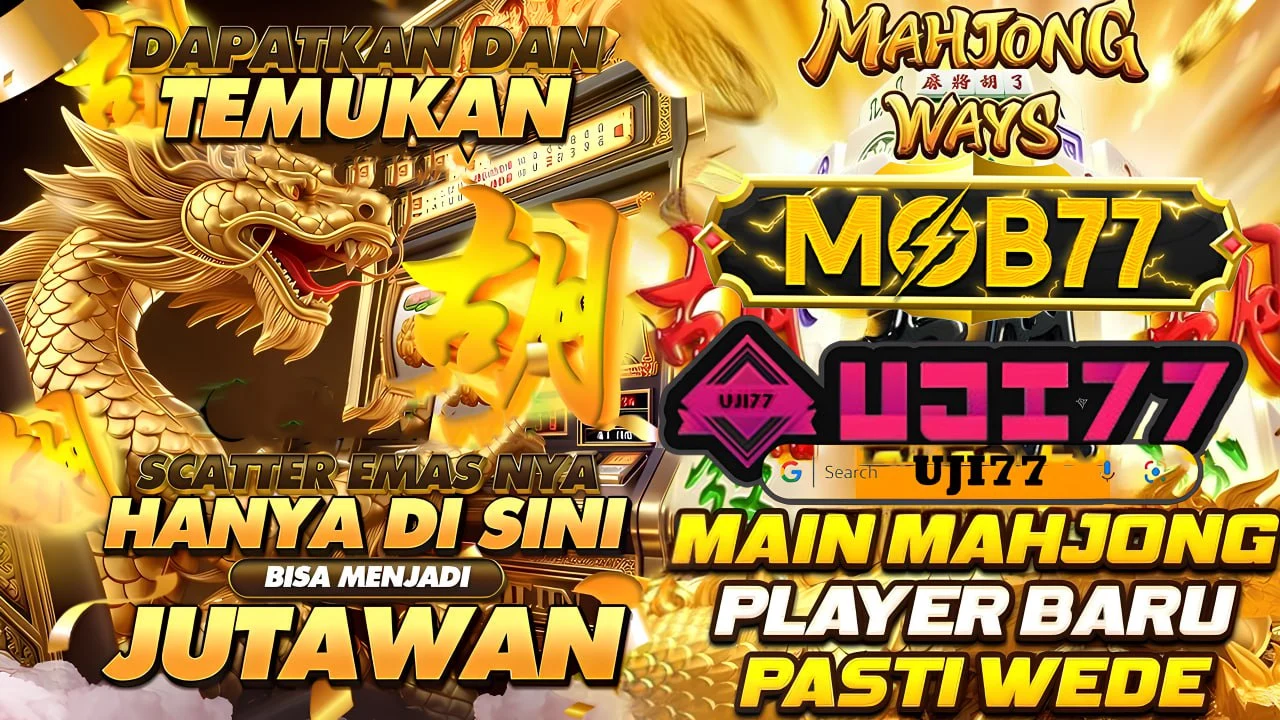 DAPATKAN DAN
TEMUKAN
胡
SCATTER EMAS NYA
HANYA DI SINI
BISA MENJADI
JUTAWAN
MAHJONG
麻將胡了
WAYS
MOB77
UJI77
UJI77
G Search UJI77
MAIN MAHJONG
PLAYER BARU
PASTI WEDE